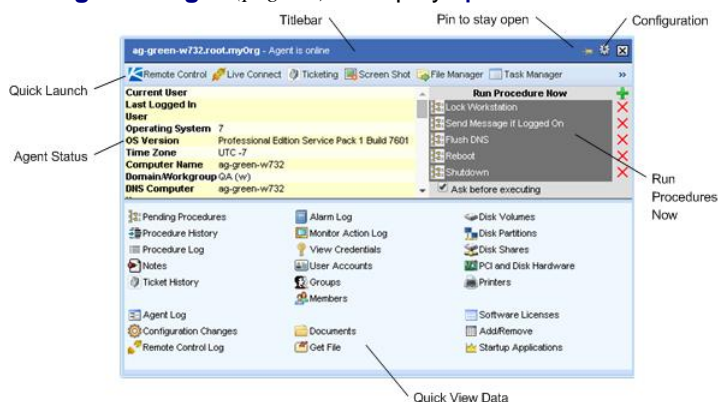 Titlebar
Pin to stay open
Configuration
ag-green-w732.root.myOrg - Agent is online
Quick Launch
Remote Control Live Connect Ticketing Screen Shot File Manager Task Manager »
Current User
Last Logged In
User
Operating System 7
OS Version Professional Edition Service Pack 1 Build 7601
Time Zone UTC -7
Computer Name ag-green-w732
Domain/Workgroup QA (w)
DNS Computer ag-green-w732
Agent Status
Run Procedure Now
Lock Workstation
Send Message if Logged On
Flush DNS
Reboot
Shutdown
Ask before executing
Run
Procedures
Now
Pending Procedures
Procedure History
Procedure Log
Notes
Ticket History
Alarm Log
Monitor Action Log
View Credentials
User Accounts
Groups
Members
Disk Volumes
Disk Partitions
Disk Shares
PCI and Disk Hardware
Printers
Agent Log
Configuration Changes
Remote Control Log
Documents
Get File
Software Licenses
Add/Remove
Startup Applications
Quick View Data